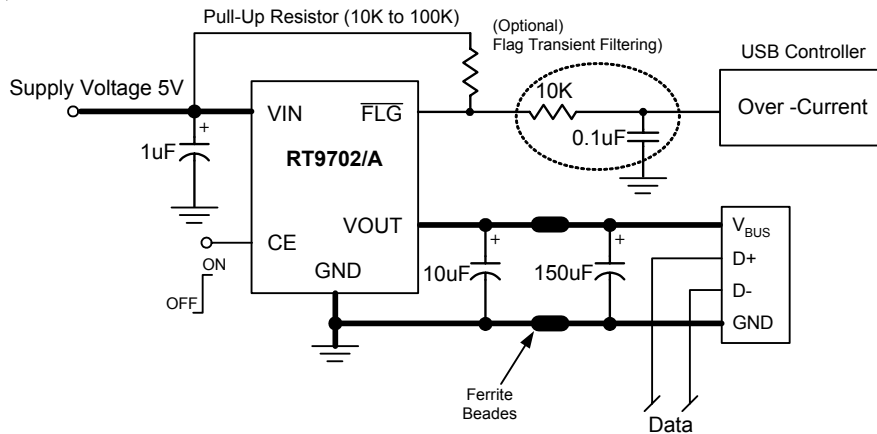 Pull-Up Resistor (10K to 100K)
(Optional)
Flag Transient Filtering)
USB Controller
Supply Voltage 5V
10K
VIN
FLG
Over -Current
+
1uF
0.1uF
RT9702/A
VOUT
VBUS
CE
+
+
D+
ON
GND
10uF
150uF
OFF
D-
GND
Ferrite
Beades
Data